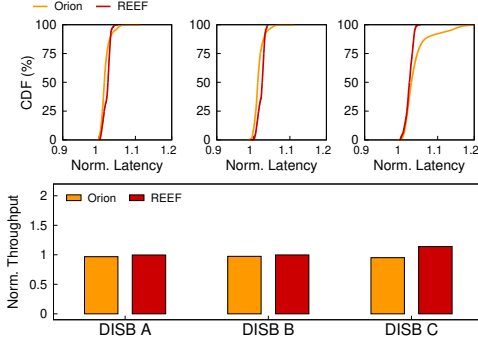 Orion REEF
CDF (%)
100
75
50
25
0
0.9 1 1.1 1.2
Norm. Latency
100
75
50
25
0
0.9 1 1.1 1.2
Norm. Latency
100
75
50
25
0
0.9 1 1.1 1.2
Norm. Latency
Norm. Throughput
2
1.5
1
0.5
0
Orion REEF
DISB A DISB B DISB C